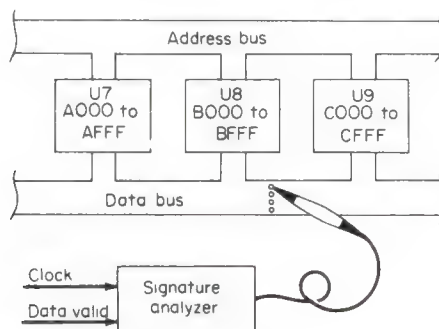 Address bus
U7
A000 to
AFFF
U8
B000 to
BFFF
U9
C000 to
CFFF
Data bus
Clock
Data valid
Signature
analyzer